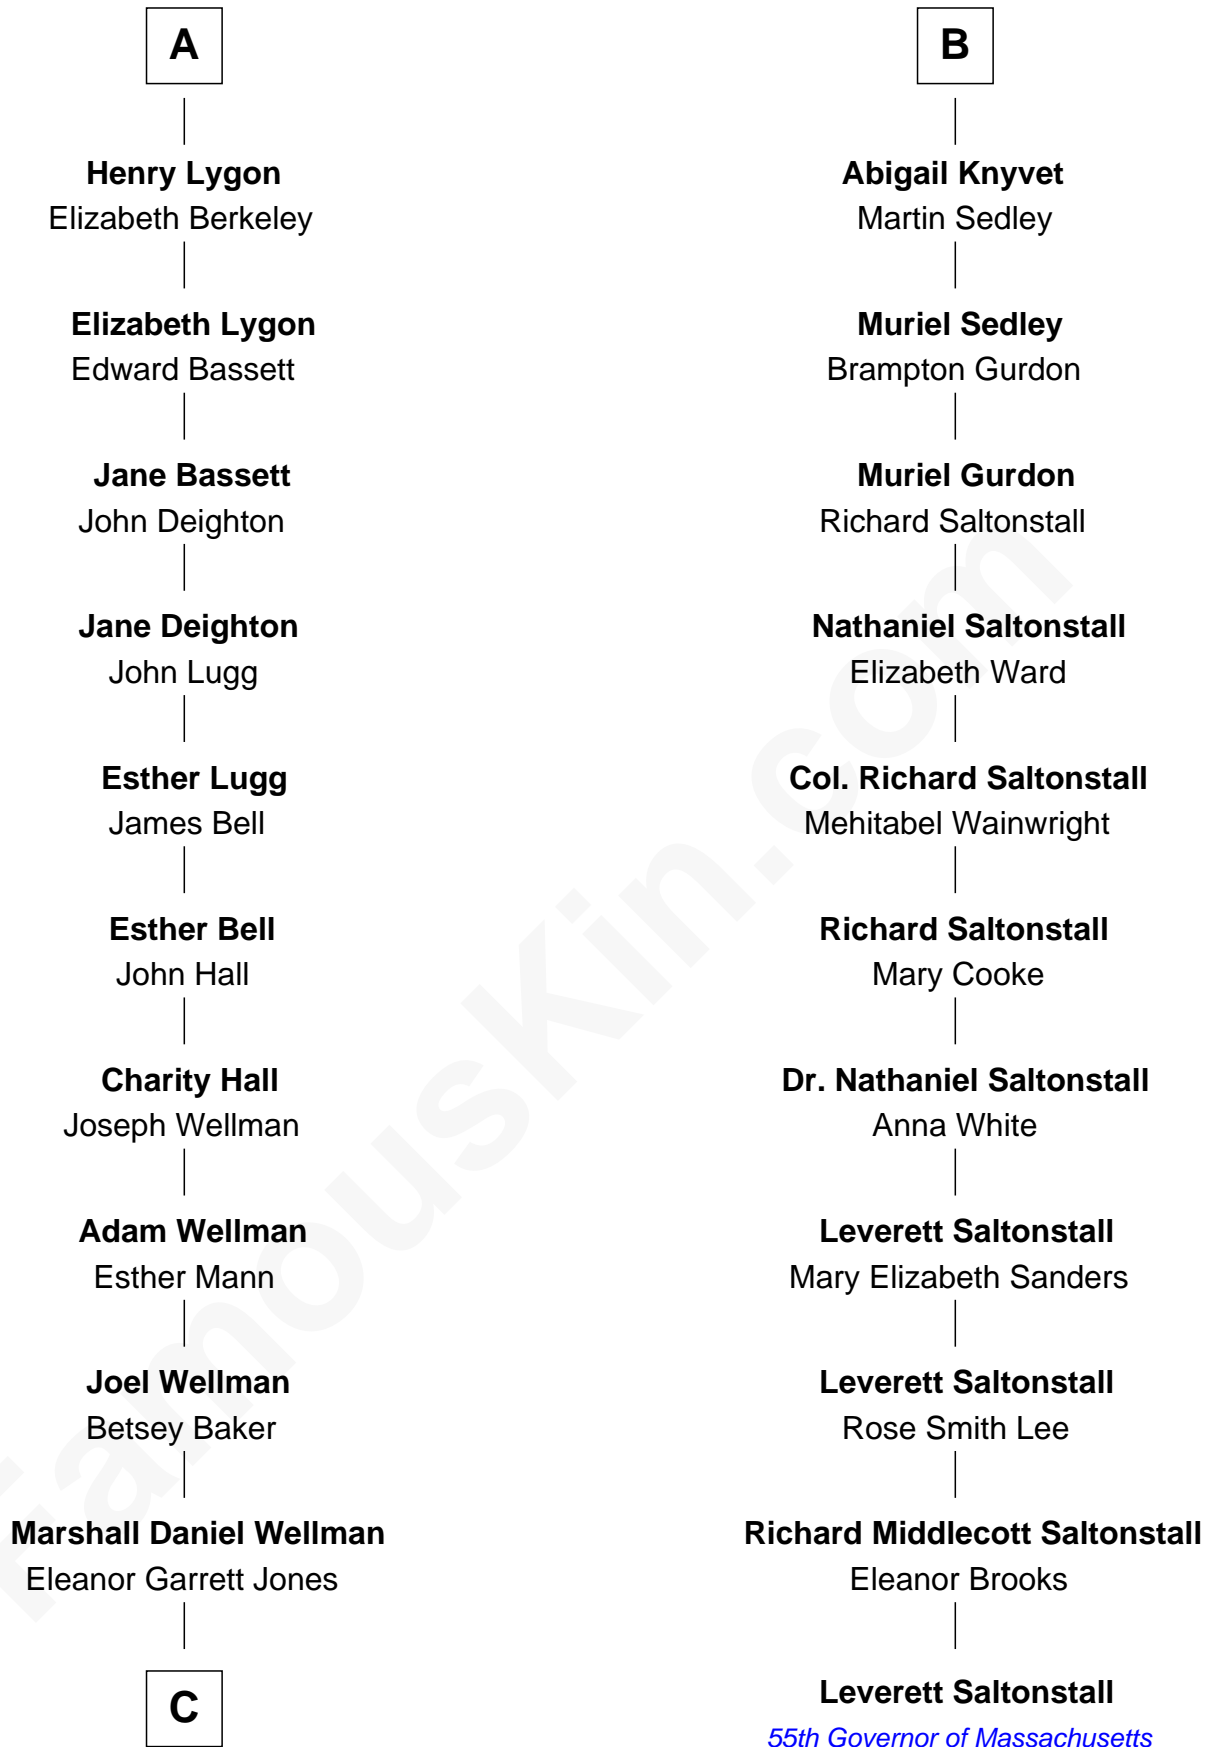 A
Henry Lygon
Elizabeth Berkeley
Elizabeth Lygon
Edward Bassett
Jane Bassett
John Deighton
Jane Deighton
John Lugg
Esther Lugg
James Bell
Esther Bell
John Hall
Charity Hall
Joseph Wellman
Adam Wellman
Esther Mann
Joel Wellman
Betsey Baker
Marshall Daniel Wellman
Eleanor Garrett Jones
C
B
Abigail Knyvet
Martin Sedley
Muriel Sedley
Brampton Gurdon
Muriel Gurdon
Richard Saltonstall
Nathaniel Saltonstall
Elizabeth Ward
Col. Richard Saltonstall
Mehitabel Wainwright
Richard Saltonstall
Mary Cooke
Dr. Nathaniel Saltonstall
Anna White
Leverett Saltonstall
Mary Elizabeth Sanders
Leverett Saltonstall
Rose Smith Lee
Richard Middlecott Saltonstall
Eleanor Brooks
Leverett Saltonstall
55th Governor of Massachusetts
FamousKin.com